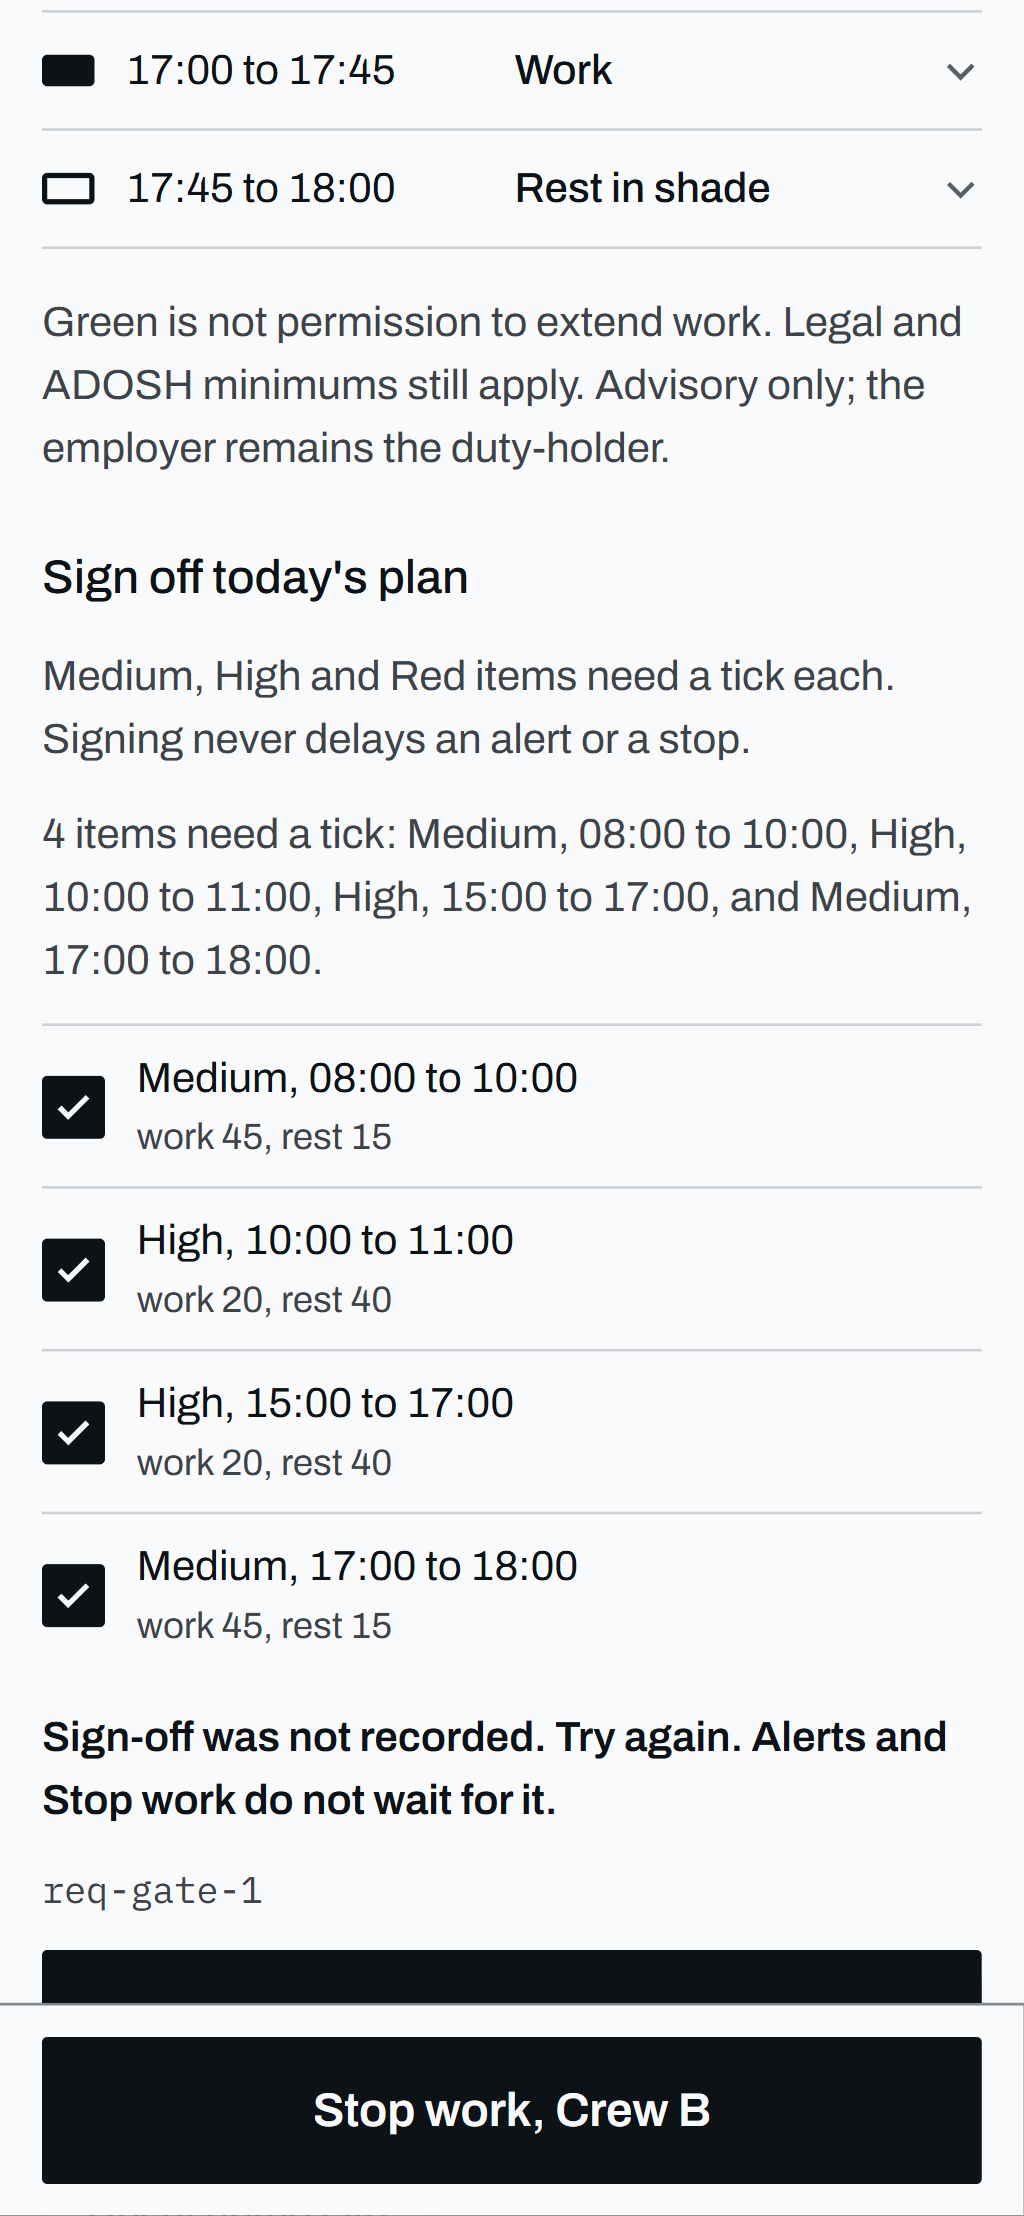 17:00 to 17:45 Work
17:45 to 18:00 Rest in shade
Green is not permission to extend work. Legal and
ADOSH minimums still apply. Advisory only; the
employer remains the duty-holder.
Sign off today's plan
Medium, High and Red items need a tick each.
Signing never delays an alert or a stop.
4 items need a tick: Medium, 08:00 to 10:00, High,
10:00 to 11:00, High, 15:00 to 17:00, and Medium,
17:00 to 18:00.
Medium, 08:00 to 10:00
work 45, rest 15
High, 10:00 to 11:00
work 20, rest 40
High, 15:00 to 17:00
work 20, rest 40
Medium, 17:00 to 18:00
work 45, rest 15
Sign-off was not recorded. Try again. Alerts and
Stop work do not wait for it.
req-gate-1
Stop work, Crew B